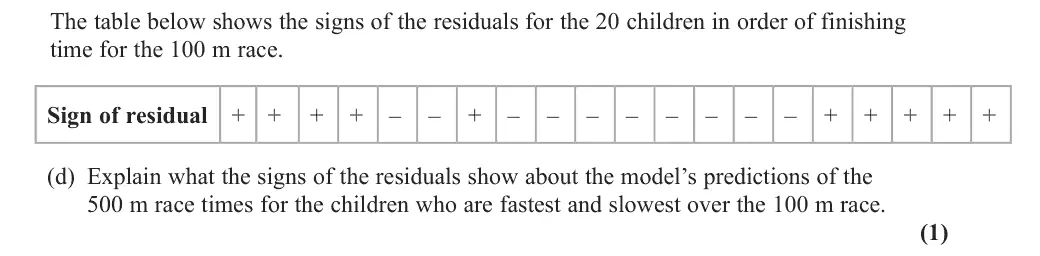 The table below shows the signs of the residuals for the 20 children in order of finishing
time for the 100 m race.
Sign of residual + + + + – – + – – – – – – – – + + + + +
(d) Explain what the signs of the residuals show about the model’s predictions of the
500 m race times for the children who are fastest and slowest over the 100 m race.
(1)